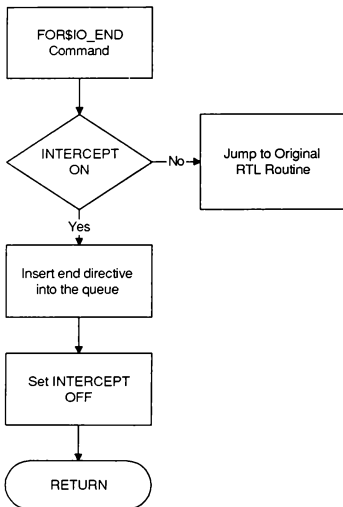 FOR$IO_END
Command
INTERCEPT
ON
No
Jump to Original
RTL Routine
Yes
Insert end directive
into the queue
Set INTERCEPT
OFF
RETURN